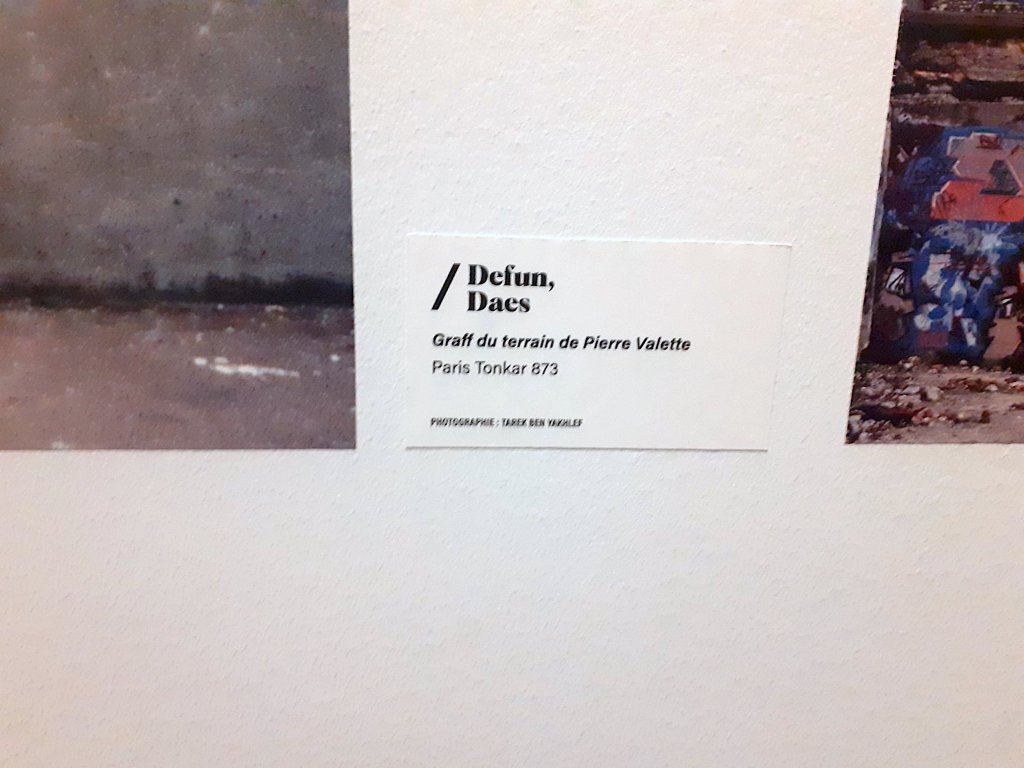 / Defun,
Daes
Graff du terrain de Pierre Valette
Paris Tonkar 873
PHOTOGRAPHIE : TAREK BEN YAKHLEF